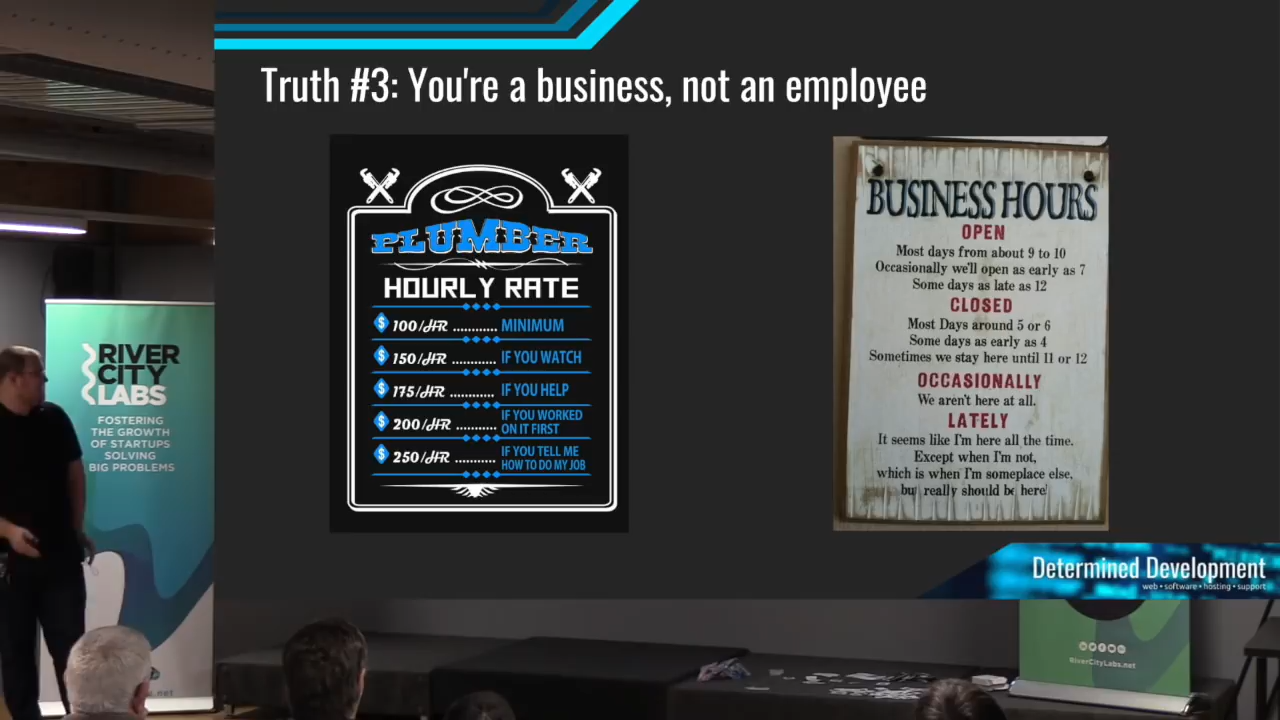 Truth #3: You're a business, not an employee
PLUMBER
HOURLY RATE
$ 100/HR ........... MINIMUM
$ 150/HR ........... IF YOU WATCH
$ 175/HR ........... IF YOU HELP
$ 200/HR .......... IF YOU WORKED
ON IT FIRST
$ 250/HR .......... IF YOU TELL ME
HOW TO DO MY JOB
BUSINESS HOURS
OPEN
Most days from about 9 to 10
Occasionally we'll open as early as 7
Some days as late as 12
CLOSED
Most Days around 5 or 6
Some days as early as 4
Sometimes we stay here until 11 or 12
OCCASIONALLY
We aren't here at all.
LATELY
It seems like I'm here all the time.
Except when I'm not,
which is when I'm someplace else,
but really should be here!
Determined Development
web • software • hosting • support
RIVER
CITY
LABS
FOSTERING
THE GROWTH
OF STARTUPS
SOLVING
BIG PROBLEMS
.net
RiverCityLabs.net